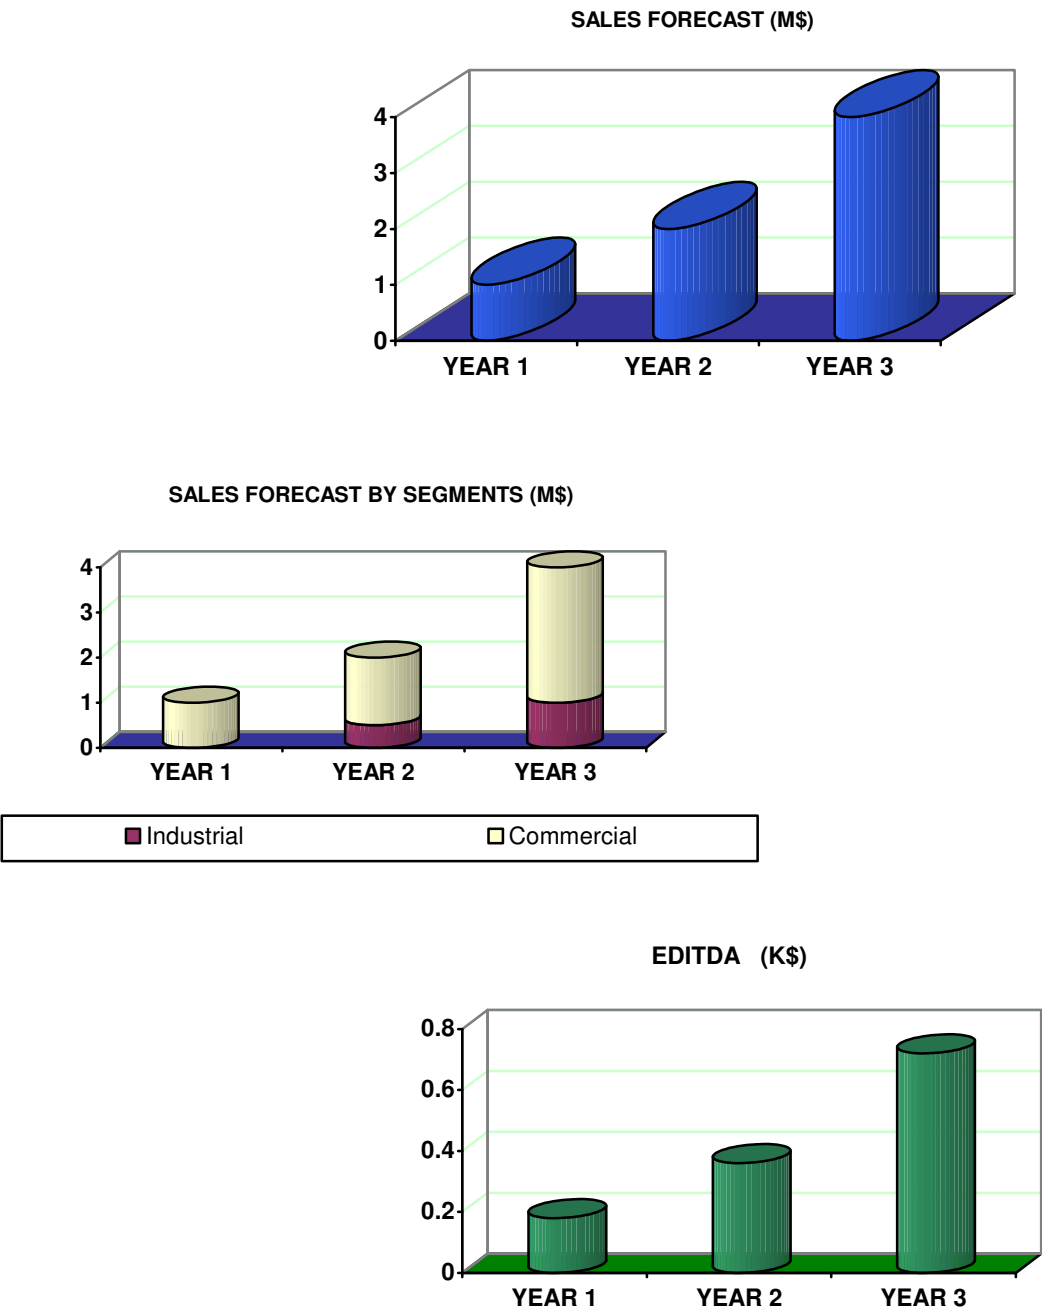 SALES FORECAST (M$)
4
3
2
1
0
YEAR 1 YEAR 2 YEAR 3
SALES FORECAST BY SEGMENTS (M$)
4
3
2
1
0
YEAR 1 YEAR 2 YEAR 3
Industrial Commercial
EDITDA (K$)
0.8
0.6
0.4
0.2
0
YEAR 1 YEAR 2 YEAR 3